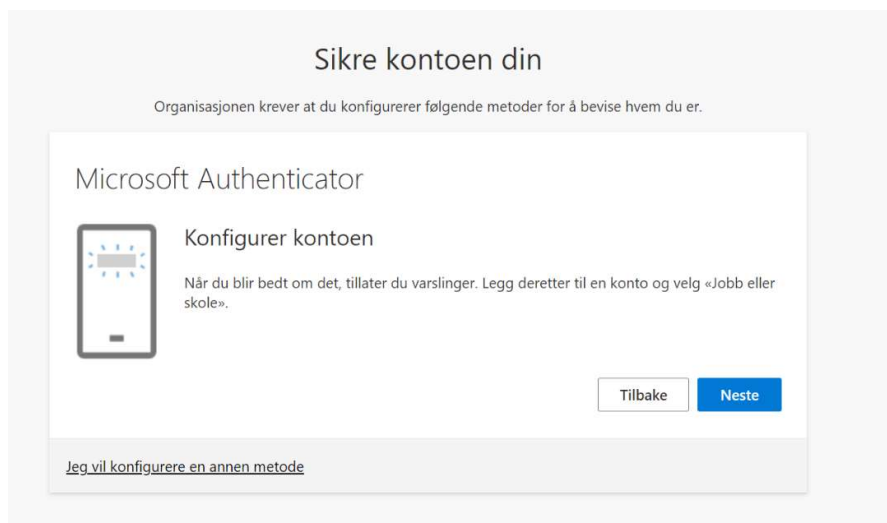 Sikre kontoen din
Organisasjonen krever at du konfigurerer følgende metoder for å bevise hvem du er.
Microsoft Authenticator
Konfigurer kontoen
Når du blir bedt om det, tillater du varslinger. Legg deretter til en konto og velg «Jobb eller
skole».
Tilbake
Neste
Jeg vil konfigurere en annen metode